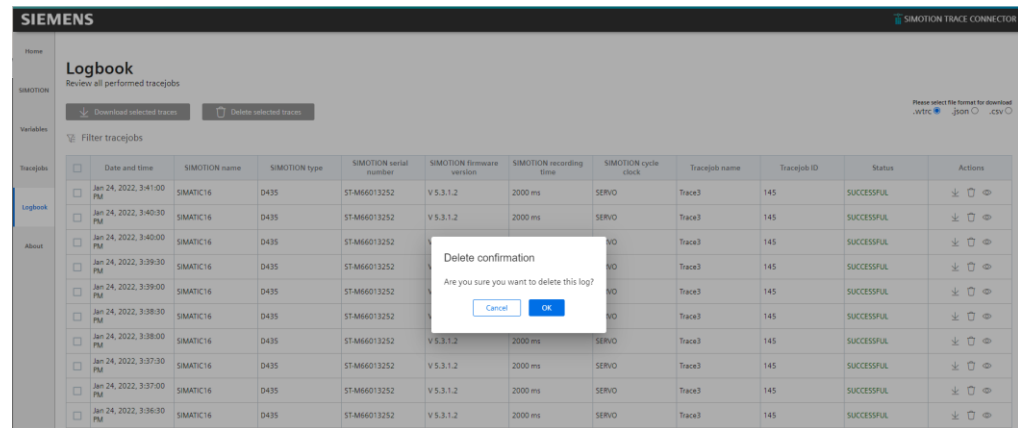 SIEMENS
SIMOTION TRACE CONNECTOR
Home
SIMOTION
Variables
Tracejobs
Logbook
About
Logbook
Review all performed tracejobs
Download selected traces
Delete selected traces
Please select file format for download
.wtrc .json .csv
Filter tracejobs
Date and time SIMOTION name SIMOTION type SIMOTION serial number SIMOTION firmware version SIMOTION recording time SIMOTION cycle clock Tracejob name Tracejob ID Status Actions
Jan 24, 2022, 3:41:00 PM SIMATIC16 D435 ST-M66013252 V 5.3.1.2 2000 ms SERVO Trace3 145 SUCCESSFUL
Jan 24, 2022, 3:40:30 PM SIMATIC16 D435 ST-M66013252 V 5.3.1.2 2000 ms SERVO Trace3 145 SUCCESSFUL
Jan 24, 2022, 3:40:00 PM SIMATIC16 D435 ST-M66013252 Trace3 145 SUCCESSFUL
Jan 24, 2022, 3:39:30 PM SIMATIC16 D435 ST-M66013252 Trace3 145 SUCCESSFUL
Jan 24, 2022, 3:39:00 PM SIMATIC16 D435 ST-M66013252 Trace3 145 SUCCESSFUL
Jan 24, 2022, 3:38:30 PM SIMATIC16 D435 ST-M66013252 Trace3 145 SUCCESSFUL
Jan 24, 2022, 3:38:00 PM SIMATIC16 D435 ST-M66013252 V 5.3.1.2 2000 ms SERVO Trace3 145 SUCCESSFUL
Jan 24, 2022, 3:37:30 PM SIMATIC16 D435 ST-M66013252 V 5.3.1.2 2000 ms SERVO Trace3 145 SUCCESSFUL
Jan 24, 2022, 3:37:00 PM SIMATIC16 D435 ST-M66013252 V 5.3.1.2 2000 ms SERVO Trace3 145 SUCCESSFUL
Jan 24, 2022, 3:36:30 PM SIMATIC16 D435 ST-M66013252 V 5.3.1.2 2000 ms SERVO Trace3 145 SUCCESSFUL
Delete confirmation
Are you sure you want to delete this log?
Cancel OK